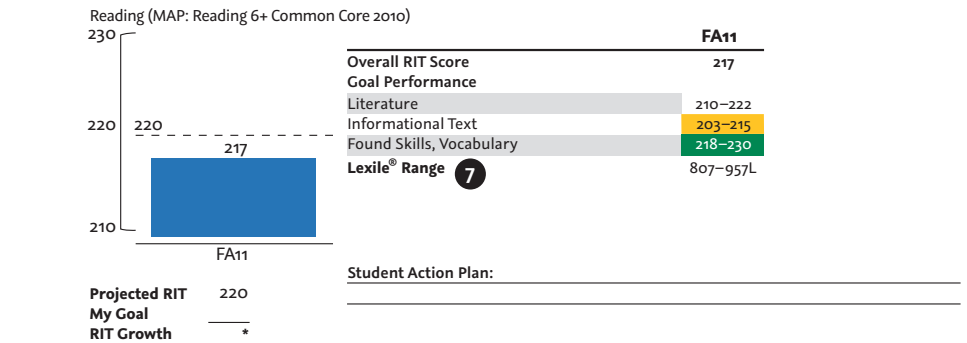 Reading (MAP: Reading 6+ Common Core 2010)
230
220
210
220
217
FA11
Projected RIT 220
My Goal
RIT Growth *
FA11
Overall RIT Score 217
Goal Performance
Literature 210–222
Informational Text 203–215
Found Skills, Vocabulary 218–230
Lexile® Range 7 807–957L
Student Action Plan: